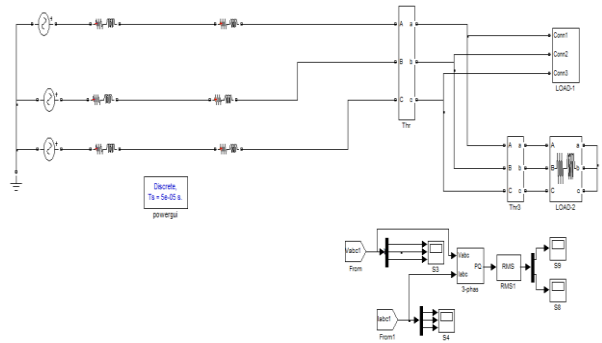 A a
B b
C c
Thr
Conn1
Conn2
Conn3
LOAD-1
A a A a
B b B b
C c C c
Thr3 LOAD-2
Discrete,
Ts = 5e-05 s.
powergui
Vabc1
From
S3
Vabc
Iabc
PQ
3-phas
RMS
RMS1
S9
S8
Iabc1
From1
S4